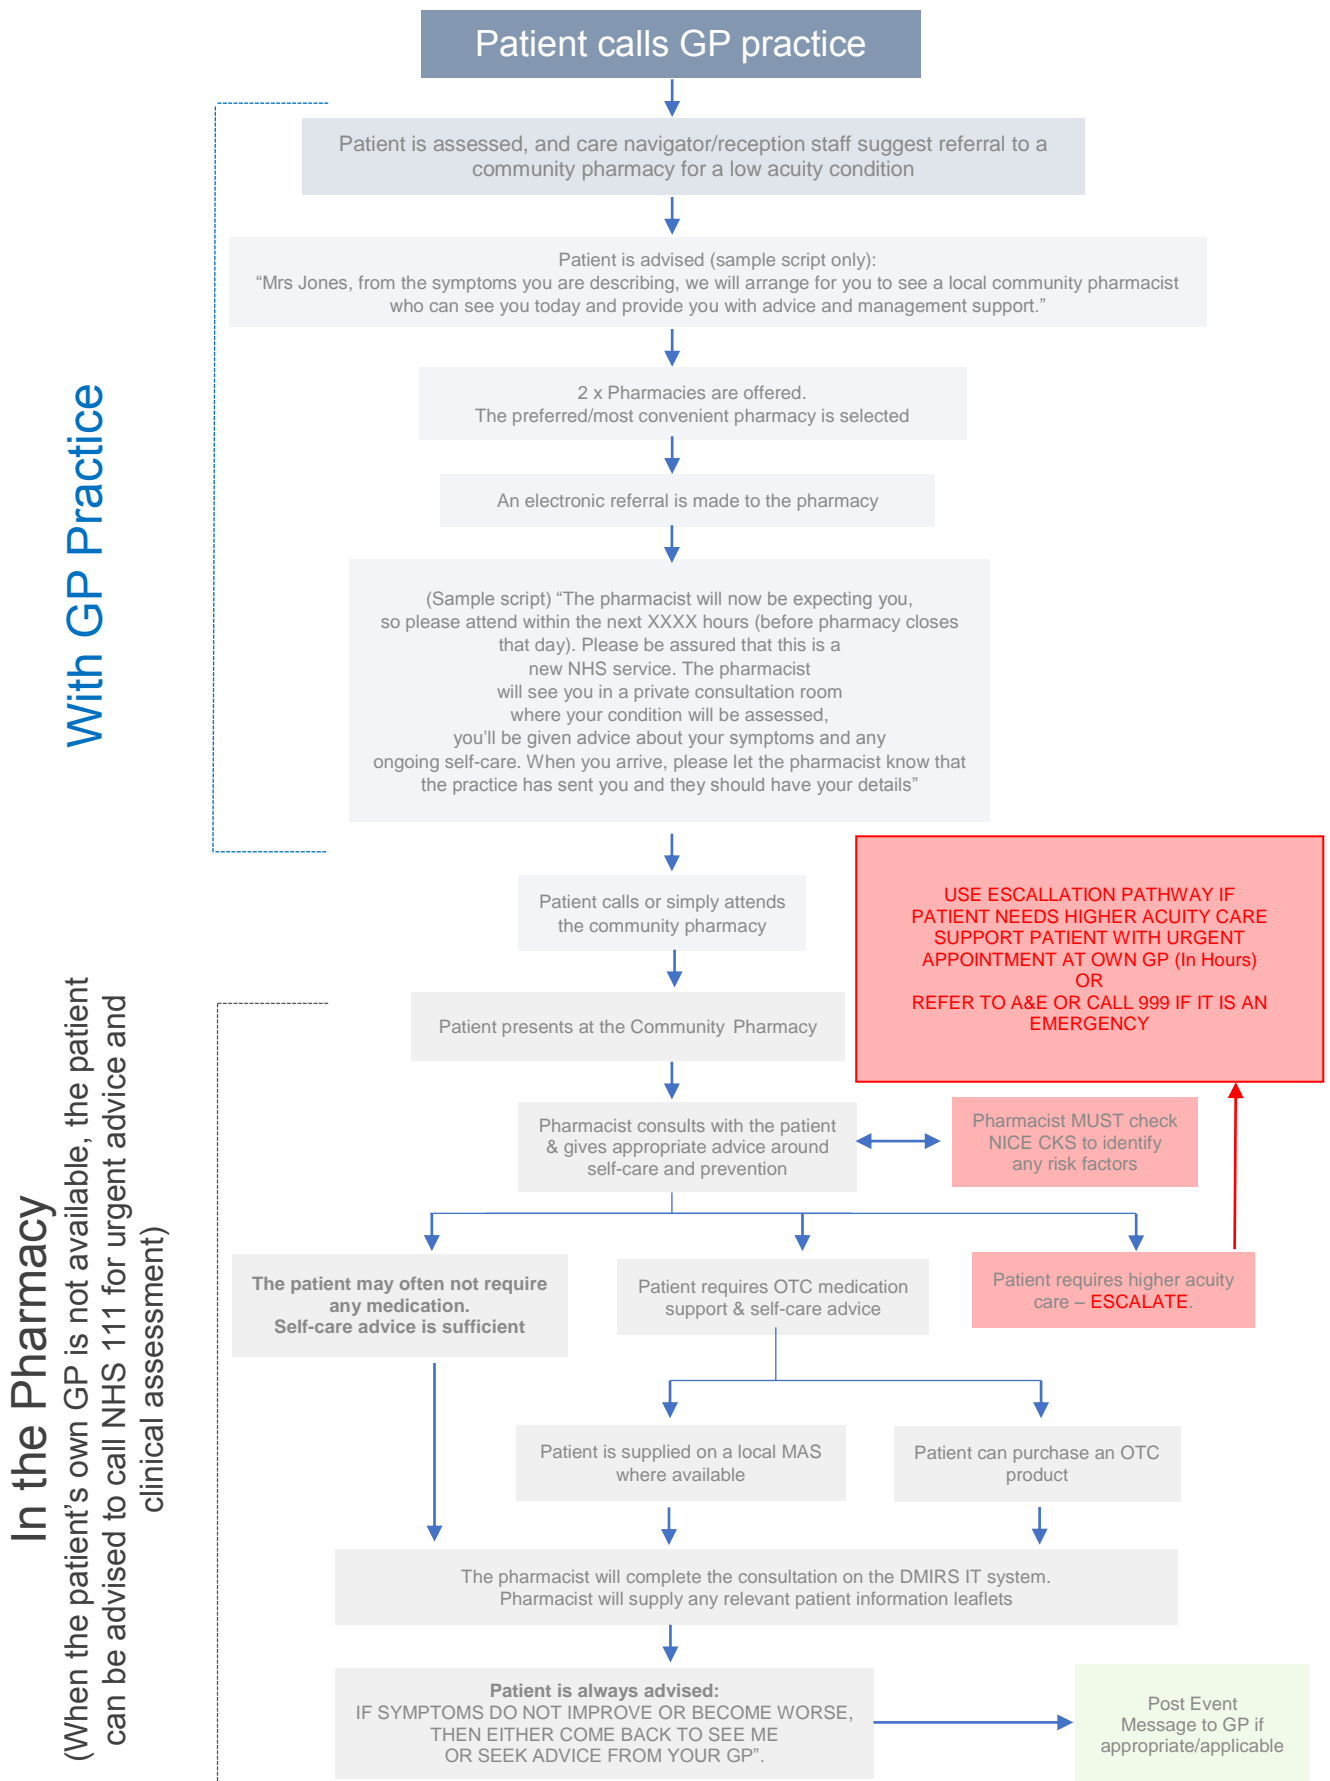 Patient calls GP practice
Patient is assessed, and care navigator/reception staff suggest referral to a
community pharmacy for a low acuity condition
Patient is advised (sample script only):
“Mrs Jones, from the symptoms you are describing, we will arrange for you to see a local community pharmacist
who can see you today and provide you with advice and management support.”
2 x Pharmacies are offered.
The preferred/most convenient pharmacy is selected
An electronic referral is made to the pharmacy
(Sample script) “The pharmacist will now be expecting you,
so please attend within the next XXXX hours (before pharmacy closes
that day). Please be assured that this is a
new NHS service. The pharmacist
will see you in a private consultation room
where your condition will be assessed,
you’ll be given advice about your symptoms and any
ongoing self-care. When you arrive, please let the pharmacist know that
the practice has sent you and they should have your details”
With GP Practice
Patient calls or simply attends
the community pharmacy
USE ESCALLATION PATHWAY IF
PATIENT NEEDS HIGHER ACUITY CARE
SUPPORT PATIENT WITH URGENT
APPOINTMENT AT OWN GP (In Hours)
OR
REFER TO A&E OR CALL 999 IF IT IS AN
EMERGENCY
In the Pharmacy
(When the patient’s own GP is not available, the patient
can be advised to call NHS 111 for urgent advice and
clinical assessment)
Patient presents at the Community Pharmacy
Pharmacist consults with the patient
& gives appropriate advice around
self-care and prevention
Pharmacist MUST check
NICE CKS to identify
any risk factors
The patient may often not require
any medication.
Self-care advice is sufficient
Patient requires OTC medication
support & self-care advice
Patient requires higher acuity
care – ESCALATE.
Patient is supplied on a local MAS
where available
Patient can purchase an OTC
product
The pharmacist will complete the consultation on the DMIRS IT system.
Pharmacist will supply any relevant patient information leaflets
Patient is always advised:
IF SYMPTOMS DO NOT IMPROVE OR BECOME WORSE,
THEN EITHER COME BACK TO SEE ME
OR SEEK ADVICE FROM YOUR GP”.
Post Event
Message to GP if
appropriate/applicable